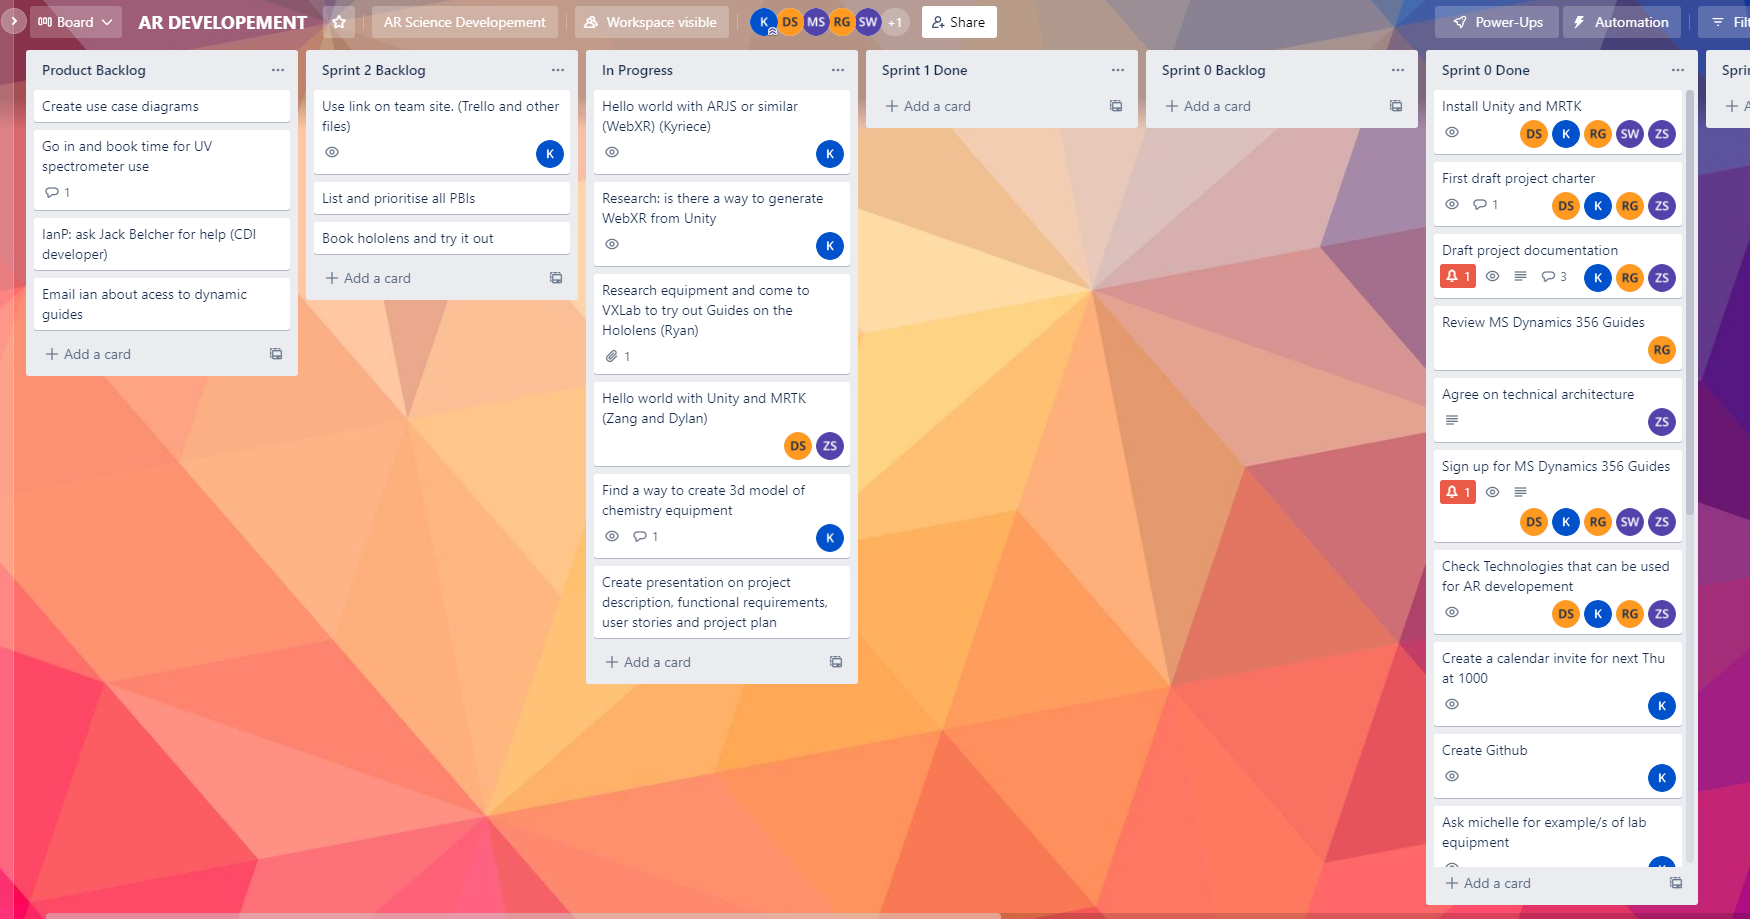 Board
AR DEVELOPEMENT
AR Science Developement
Workspace visible
K DS MS RG SW +1
Share
Power-Ups
Automation
Product Backlog
Create use case diagrams
Go in and book time for UV
spectrometer use
1
IanP: ask Jack Belcher for help (CDI
developer)
Email ian about acess to dynamic
guides
Add a card
Sprint 2 Backlog
Use link on team site. (Trello and other
files)
K
List and prioritise all PBIs
Book hololens and try it out
Add a card
In Progress
Hello world with ARJS or similar
(WebXR) (Kyriece)
K
Research: is there a way to generate
WebXR from Unity
K
Research equipment and come to
VXLab to try out Guides on the
Hololens (Ryan)
1
Hello world with Unity and MRTK
(Zang and Dylan)
DS ZS
Find a way to create 3d model of
chemistry equipment
1 K
Create presentation on project
description, functional requirements,
user stories and project plan
Add a card
Sprint 1 Done
Add a card
Sprint 0 Backlog
Add a card
Sprint 0 Done
Install Unity and MRTK
DS K RG SW ZS
First draft project charter
1 DS K RG ZS
Draft project documentation
1 3 K RG ZS
Review MS Dynamics 356 Guides
RG
Agree on technical architecture
ZS
Sign up for MS Dynamics 356 Guides
1
DS K RG SW ZS
Check Technologies that can be used
for AR developement
DS K RG ZS
Create a calendar invite for next Thu
at 1000
K
Create Github
K
Ask michelle for example/s of lab
equipment
Add a card